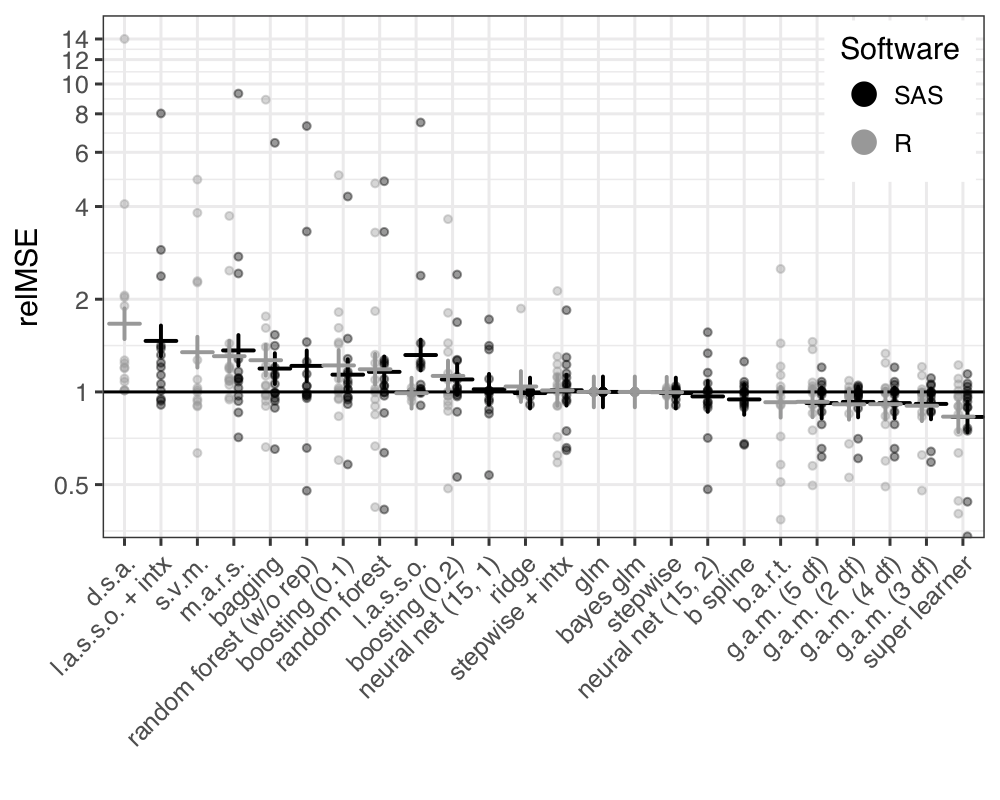 relMSE
14
12
10
8
6
4
2
1
0.5
Software
SAS
R
d.s.a.
l.a.s.s.o. + intx
s.v.m.
m.a.r.s.
bagging
random forest (w/o rep)
boosting (0.1)
random forest
l.a.s.s.o.
boosting (0.2)
neural net (15, 1)
ridge
stepwise + intx
glm
bayes glm
stepwise
neural net (15, 2)
b spline
b.a.r.t.
g.a.m. (5 df)
g.a.m. (2 df)
g.a.m. (4 df)
g.a.m. (3 df)
super learner